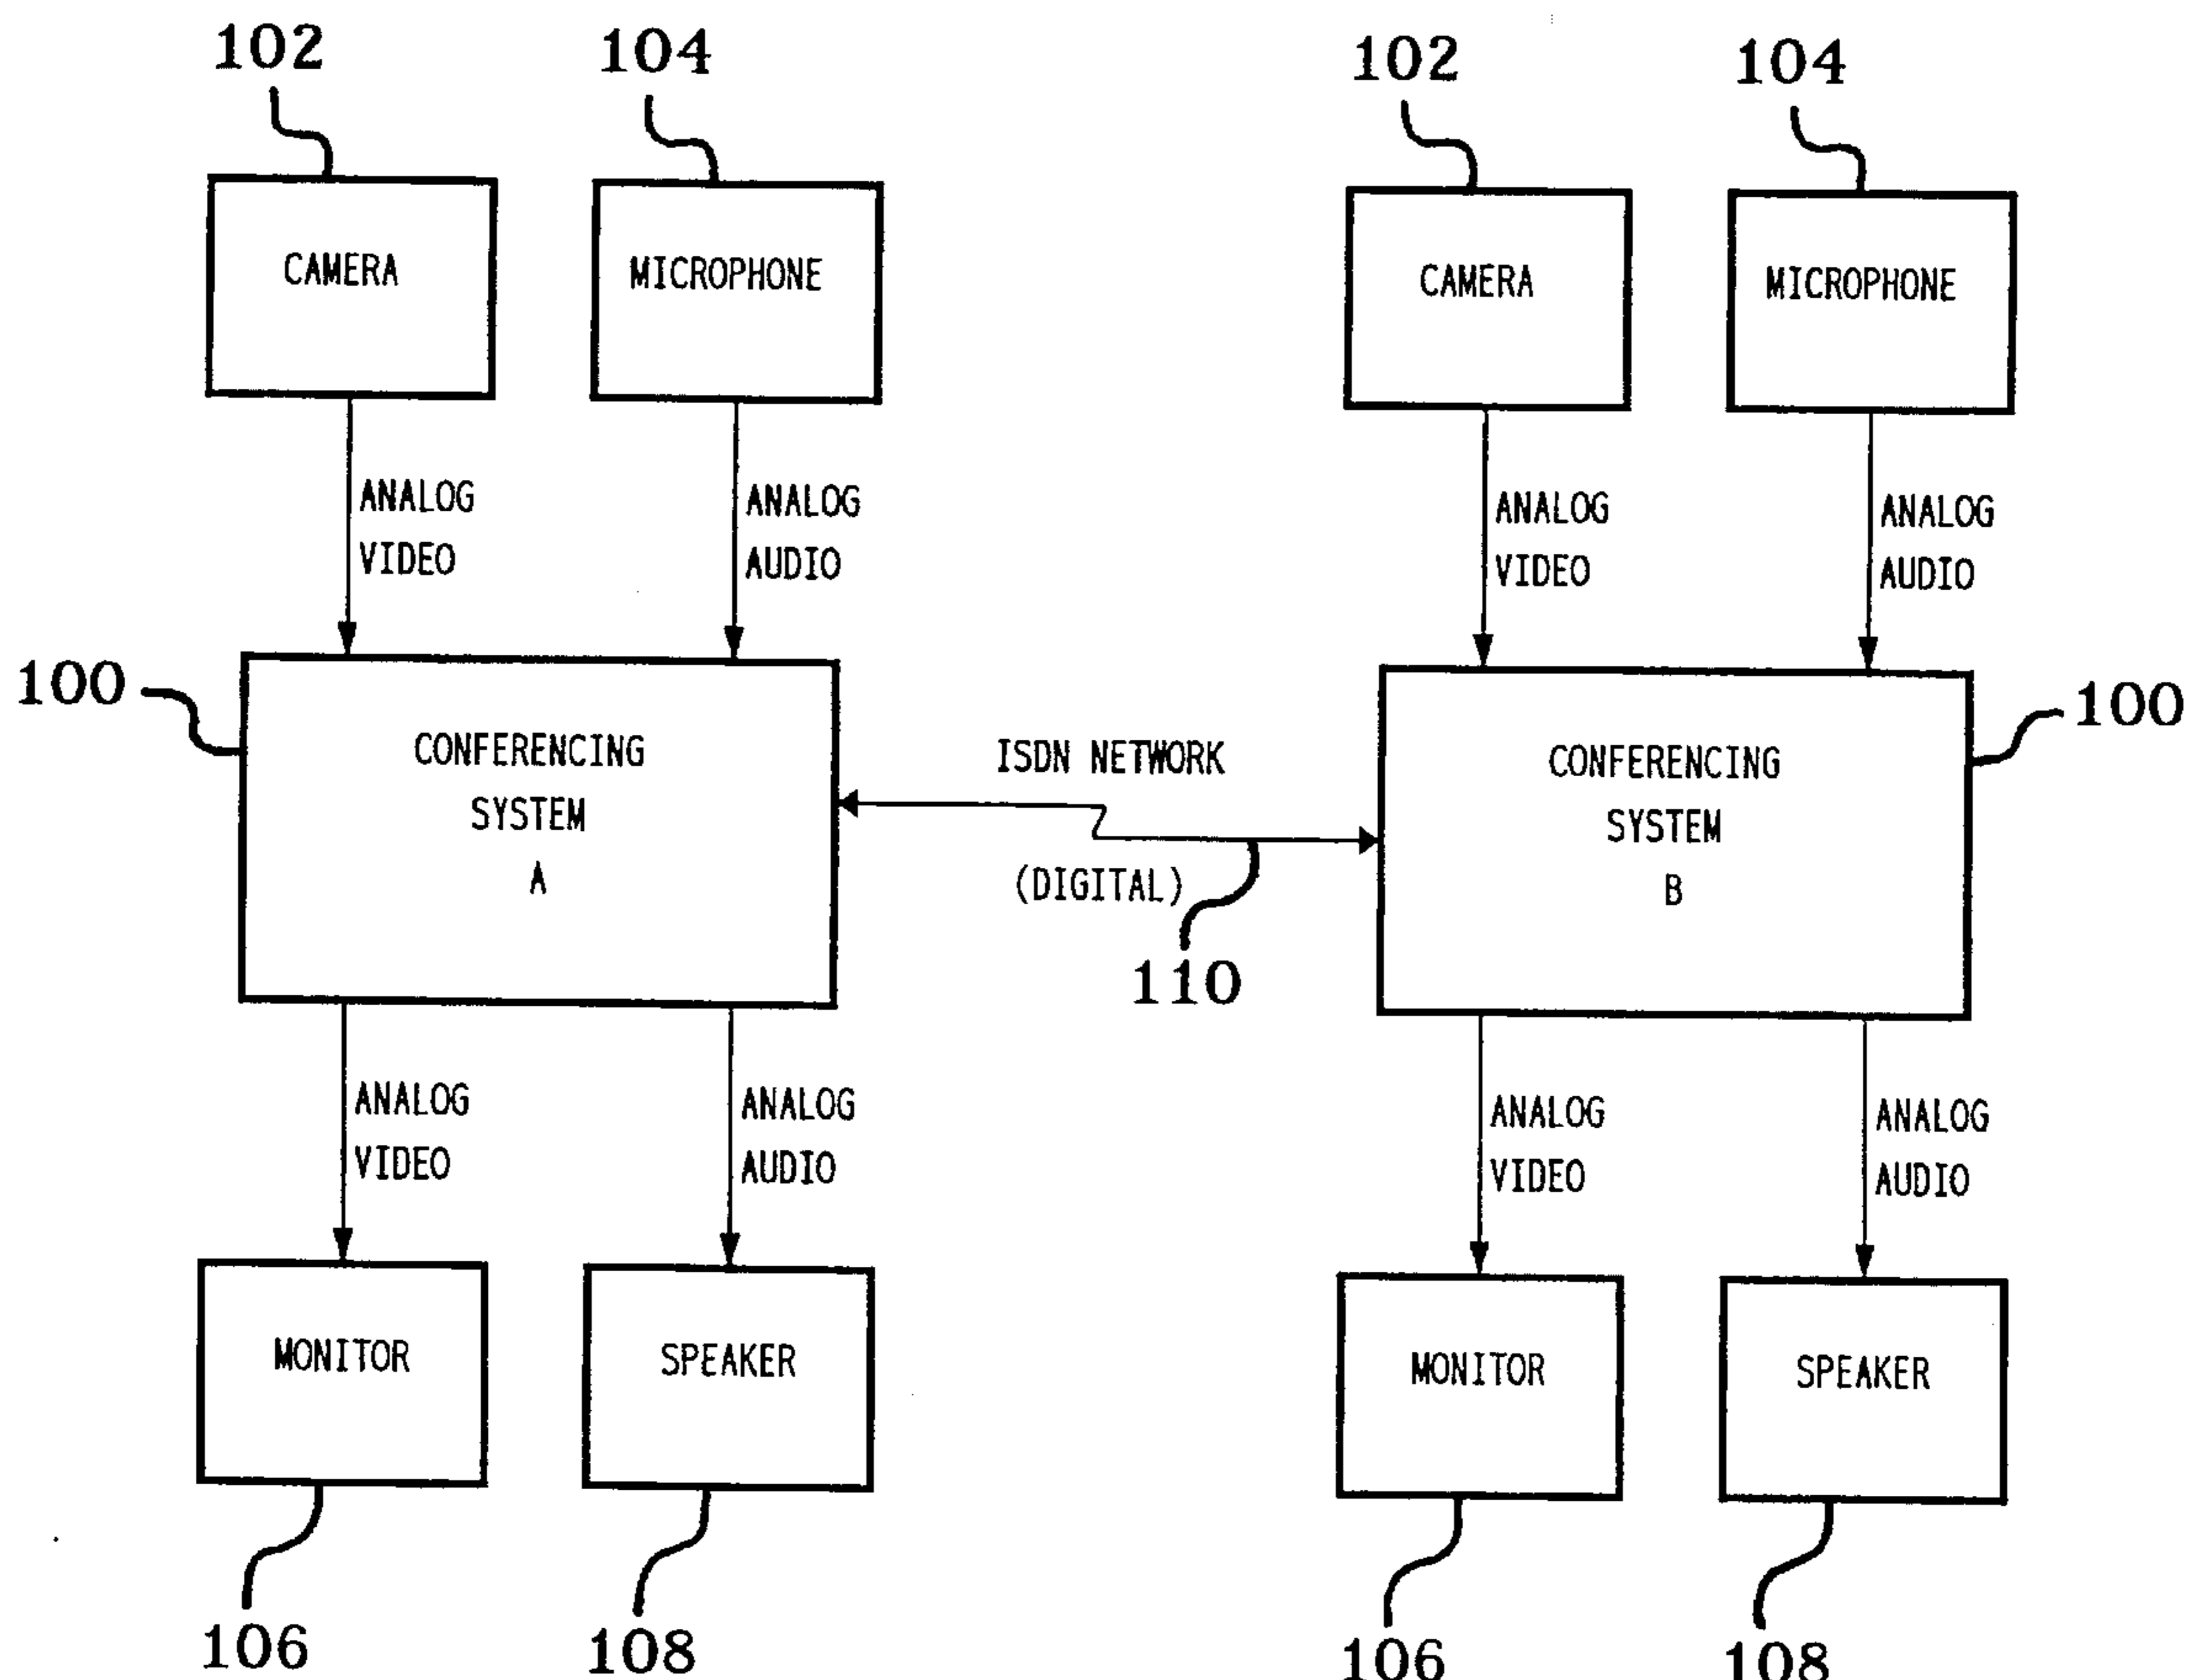 102
104
102
104
CAMERA
MICROPHONE
CAMERA
MICROPHONE
ANALOG
VIDEO
ANALOG
AUDIO
ANALOG
VIDEO
ANALOG
AUDIO
100
CONFERENCING
SYSTEM
A
ISDN NETWORK
(DIGITAL)
110
CONFERENCING
SYSTEM
B
100
ANALOG
VIDEO
ANALOG
AUDIO
ANALOG
VIDEO
ANALOG
AUDIO
MONITOR
SPEAKER
MONITOR
SPEAKER
106
108
106
108